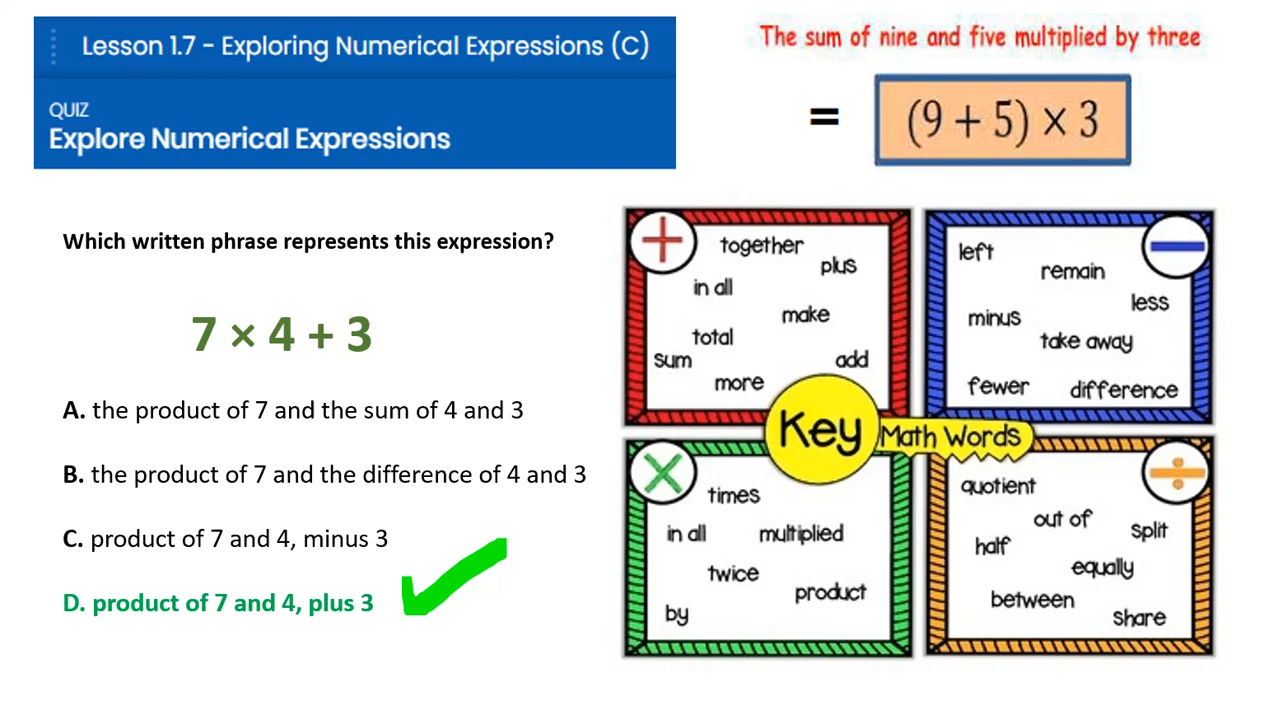 Lesson 1.7 - Exploring Numerical Expressions (C)
QUIZ
Explore Numerical Expressions
The sum of nine and five multiplied by three
= (9 + 5) × 3
Which written phrase represents this expression?
7 × 4 + 3
A. the product of 7 and the sum of 4 and 3
B. the product of 7 and the difference of 4 and 3
C. product of 7 and 4, minus 3
D. product of 7 and 4, plus 3
+
together
plus
in all
make
total
sum
add
more
−
left
remain
less
minus
take away
fewer
difference
Key Math Words
×
times
in all
multiplied
twice
product
by
÷
quotient
out of
split
half
equally
between
share